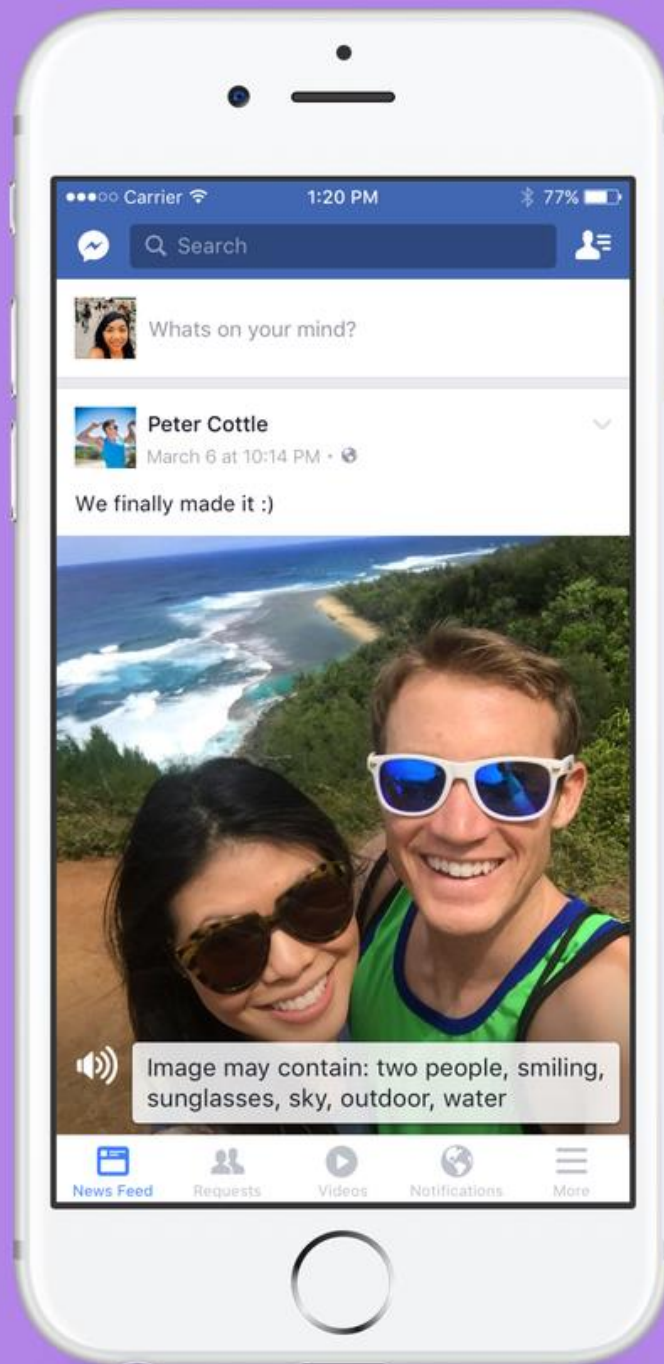 Carrier 1:20 PM 77%
Search
Whats on your mind?
Peter Cottle
March 6 at 10:14 PM •
We finally made it :)
Image may contain: two people, smiling,
sunglasses, sky, outdoor, water
News Feed Requests Videos Notifications More